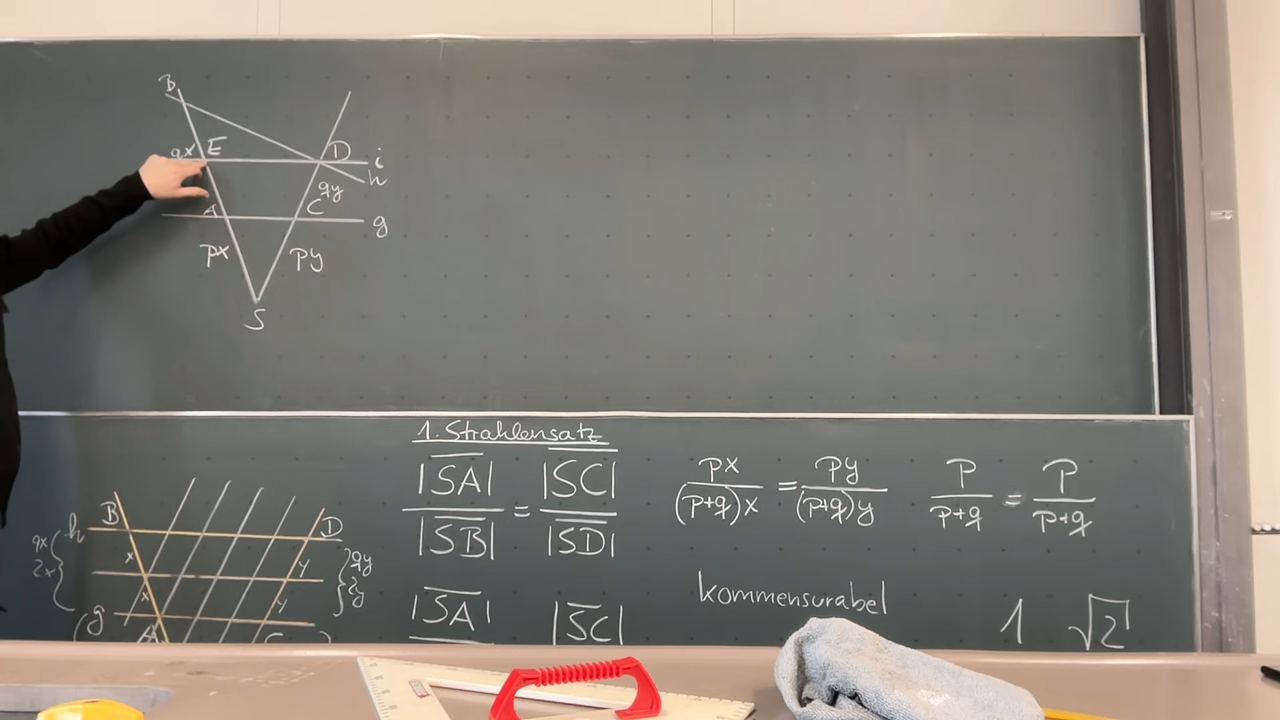 B
qx E D i
h
qy
A C g
px py
S
1. Strahlensatz
|SA| / |SB| = |SC| / |SD|
px / (p+q)x = py / (p+q)y
p / p+q = p / p+q
B D
h
qx x y qy
2x 2y
x y
g
A
|SA| |SC|
kommensurabel
1 √2